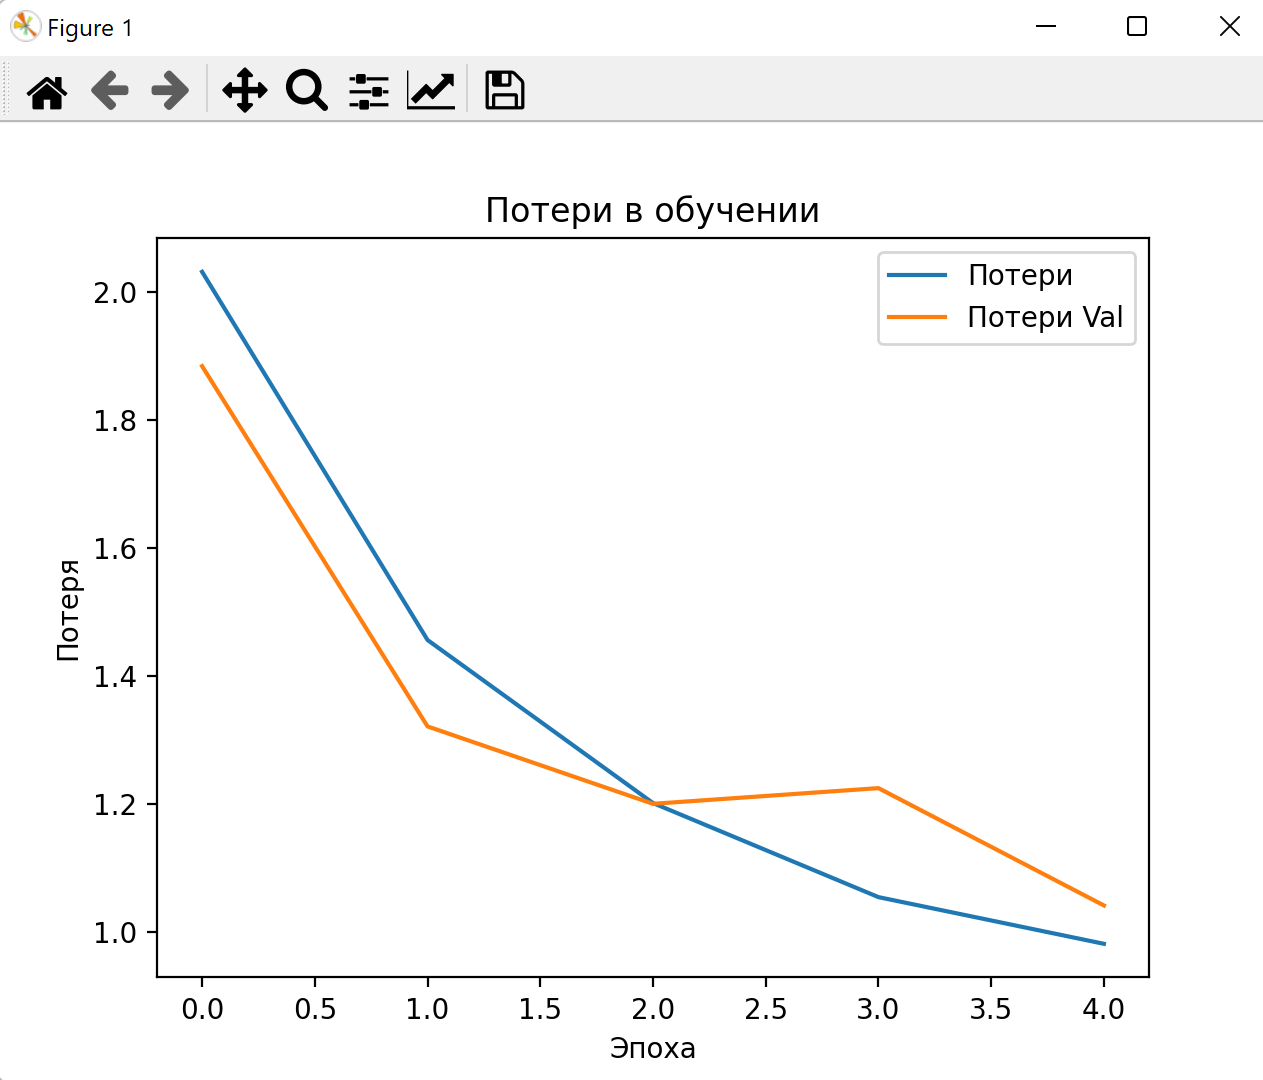 Figure 1
Потери в обучении
Потери
Потери Val
2.0
1.8
1.6
1.4
1.2
1.0
Потеря
0.0 0.5 1.0 1.5 2.0 2.5 3.0 3.5 4.0
Эпоха